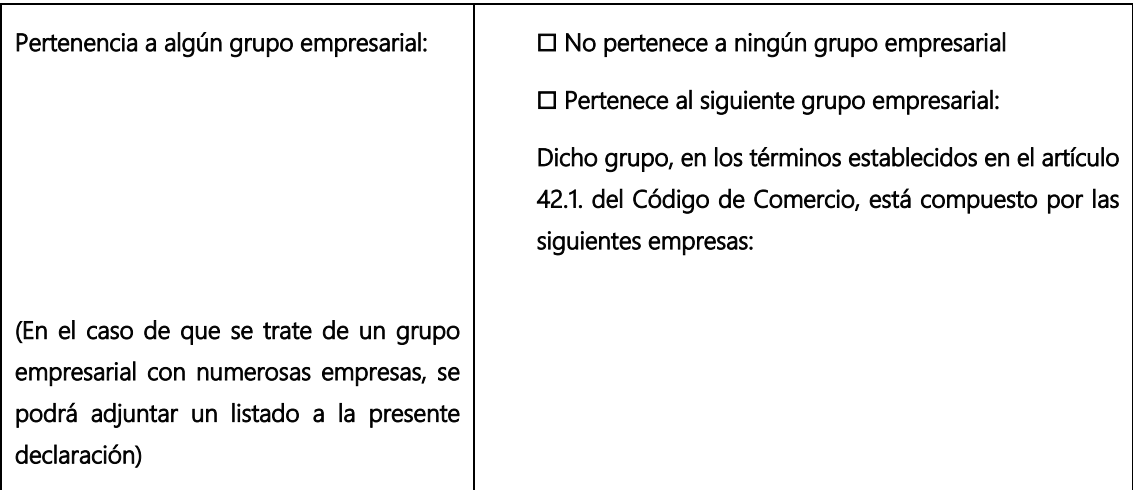 Pertenencia a algún grupo empresarial:
(En el caso de que se trate de un grupo
empresarial con numerosas empresas, se
podrá adjuntar un listado a la presente
declaración)
☐ No pertenece a ningún grupo empresarial
☐ Pertenece al siguiente grupo empresarial:
Dicho grupo, en los términos establecidos en el artículo
42.1. del Código de Comercio, está compuesto por las
siguientes empresas: